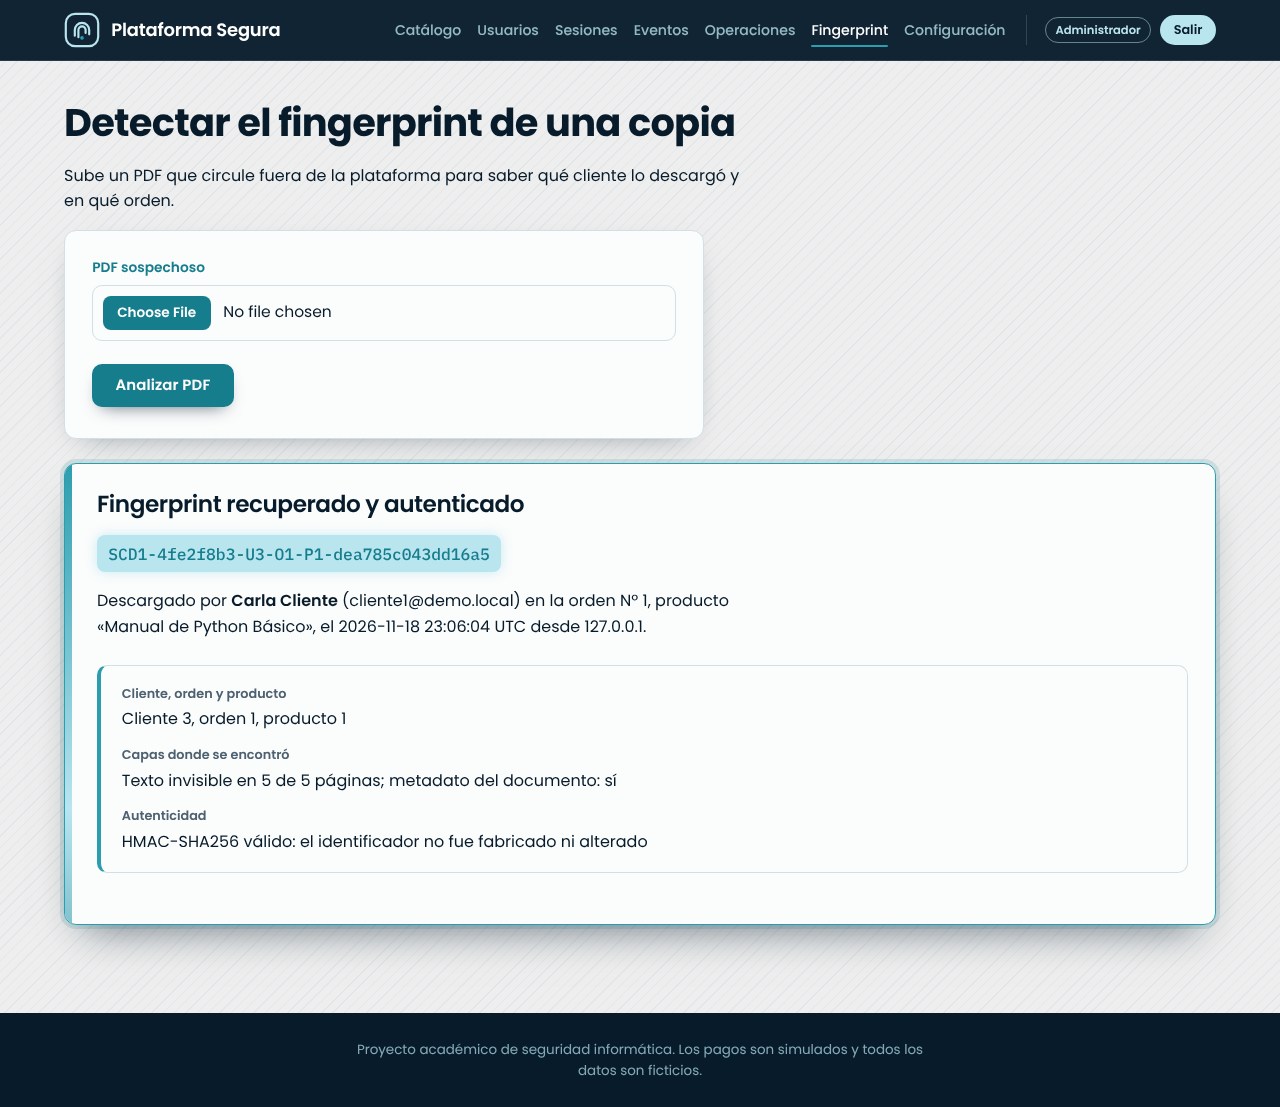 Plataforma Segura
Catálogo Usuarios Sesiones Eventos Operaciones Fingerprint Configuración Administrador Salir
Detectar el fingerprint de una copia
Sube un PDF que circule fuera de la plataforma para saber qué cliente lo descargó y
en qué orden.
PDF sospechoso
Choose File No file chosen
Analizar PDF
Fingerprint recuperado y autenticado
SCD1-4fe2f8b3-U3-O1-P1-dea785c043dd16a5
Descargado por Carla Cliente (cliente1@demo.local) en la orden Nº 1, producto
«Manual de Python Básico», el 2026-11-18 23:06:04 UTC desde 127.0.0.1.
Cliente, orden y producto
Cliente 3, orden 1, producto 1
Capas donde se encontró
Texto invisible en 5 de 5 páginas; metadato del documento: sí
Autenticidad
HMAC-SHA256 válido: el identificador no fue fabricado ni alterado
Proyecto académico de seguridad informática. Los pagos son simulados y todos los
datos son ficticios.